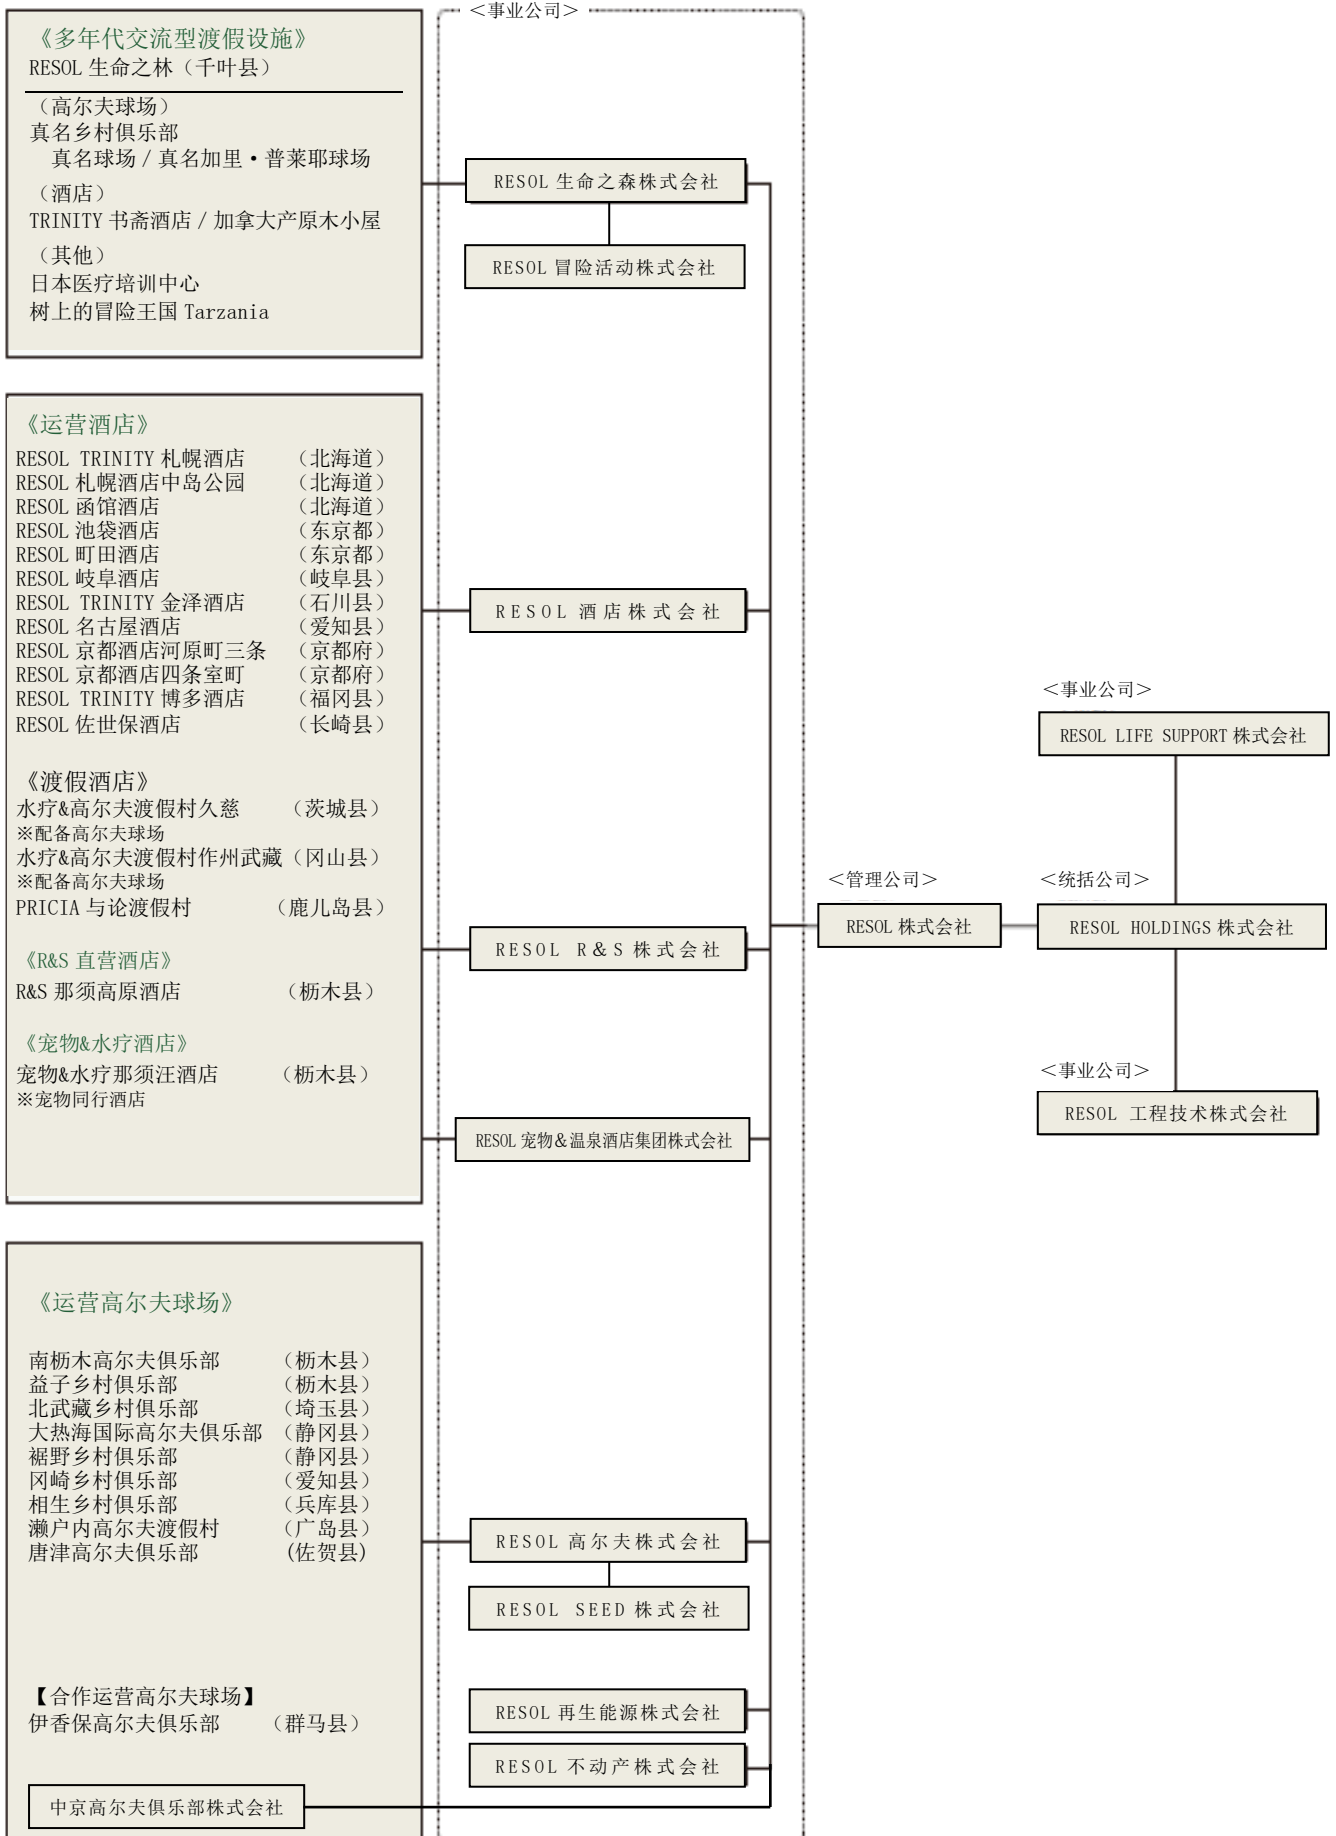 《多年代交流型渡假设施》
RESOL 生命之林（千叶县）
（高尔夫球场）
真名乡村俱乐部
真名球场 / 真名加里・普莱耶球场
（酒店）
TRINITY 书斋酒店 / 加拿大产原木小屋
（其他）
日本医疗培训中心
树上的冒险王国 Tarzania
《运营酒店》
RESOL TRINITY 札幌酒店 （北海道）
RESOL 札幌酒店中岛公园 （北海道）
RESOL 函馆酒店 （北海道）
RESOL 池袋酒店 （东京都）
RESOL 町田酒店 （东京都）
RESOL 岐阜酒店 （岐阜县）
RESOL TRINITY 金泽酒店 （石川县）
RESOL 名古屋酒店 （爱知县）
RESOL 京都酒店河原町三条 （京都府）
RESOL 京都酒店四条室町 （京都府）
RESOL TRINITY 博多酒店 （福冈县）
RESOL 佐世保酒店 （长崎县）
《渡假酒店》
水疗&高尔夫渡假村久慈 （茨城县）
※配备高尔夫球场
水疗&高尔夫渡假村作州武藏（冈山县）
※配备高尔夫球场
PRICIA 与论渡假村 （鹿儿岛县）
《R&S 直营酒店》
R&S 那须高原酒店 （枥木县）
《宠物&水疗酒店》
宠物&水疗那须汪酒店 （枥木县）
※宠物同行酒店
《运营高尔夫球场》
南枥木高尔夫俱乐部 （枥木县）
益子乡村俱乐部 （枥木县）
北武藏乡村俱乐部 （埼玉县）
大热海国际高尔夫俱乐部 （静冈县）
裾野乡村俱乐部 （静冈县）
冈崎乡村俱乐部 （爱知县）
相生乡村俱乐部 （兵库县）
濑户内高尔夫渡假村 （广岛县）
唐津高尔夫俱乐部 (佐贺县)
【合作运营高尔夫球场】
伊香保高尔夫俱乐部 （群马县）
中京高尔夫俱乐部株式会社
＜事业公司＞
RESOL 生命之森株式会社
RESOL 冒险活动株式会社
RESOL 酒店株式会社
RESOL R＆S 株式会社
RESOL 宠物＆温泉酒店集团株式会社
RESOL 高尔夫株式会社
RESOL SEED 株式会社
RESOL 再生能源株式会社
RESOL 不动产株式会社
＜管理公司＞
RESOL 株式会社
＜事业公司＞
RESOL LIFE SUPPORT 株式会社
＜统括公司＞
RESOL HOLDINGS 株式会社
＜事业公司＞
RESOL 工程技术株式会社